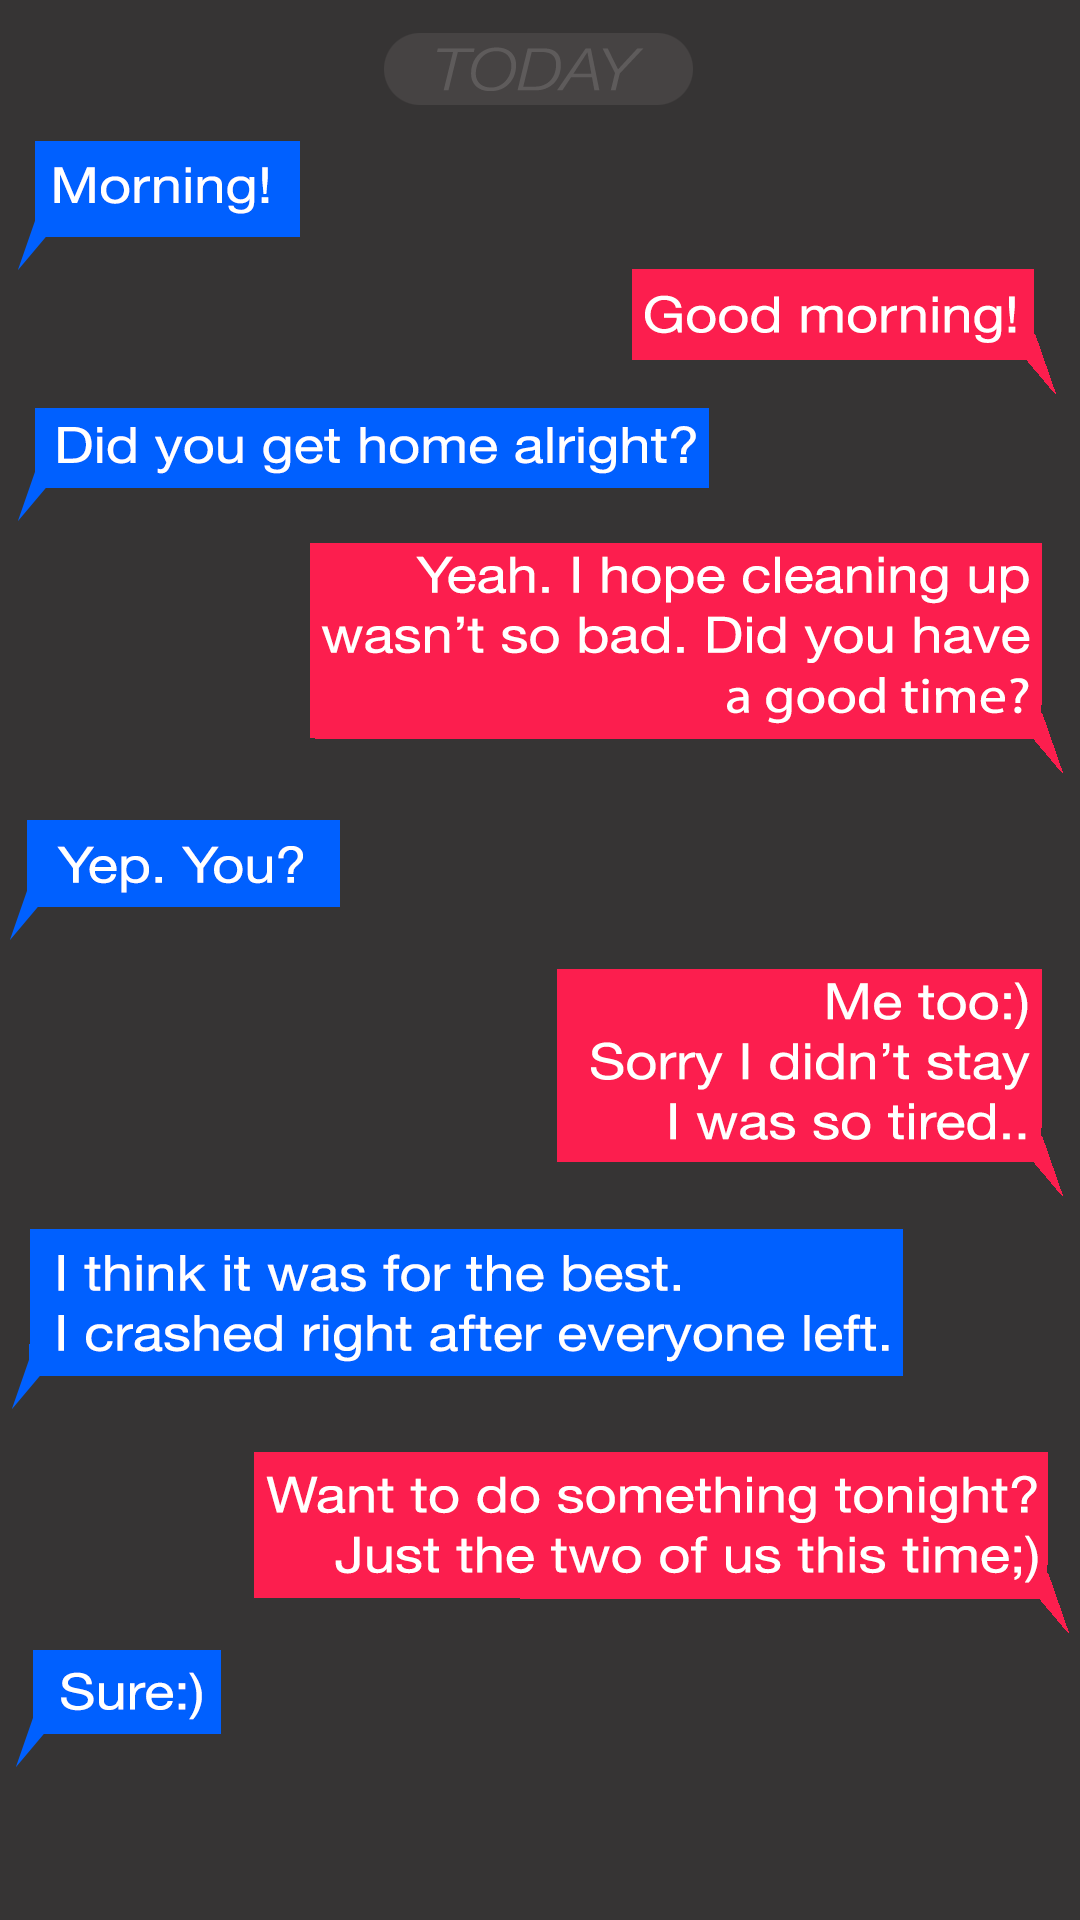 TODAY
Morning!
Good morning!
Did you get home alright?
Yeah. I hope cleaning up
wasn’t so bad. Did you have
a good time?
Yep. You?
Me too:)
Sorry I didn’t stay
I was so tired..
I think it was for the best.
I crashed right after everyone left.
Want to do something tonight?
Just the two of us this time;)
Sure:)